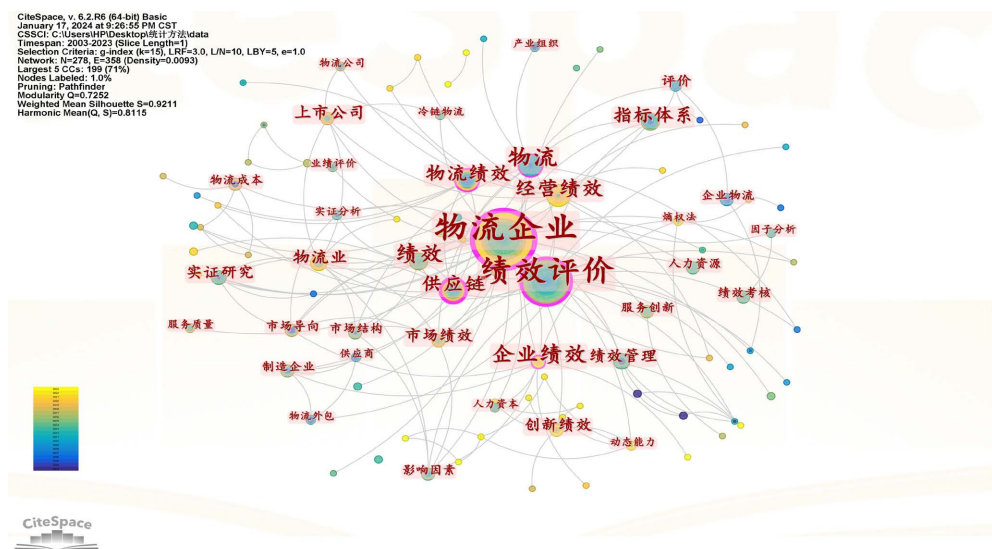 CiteSpace, v. 6.2.R6 (64-bit) Basic
January 17, 2024 at 9:26:55 PM CST
CSSCI: C:\Users\HP\Desktop\统计方法\data
Timespan: 2003-2023 (Slice Length=1)
Selection Criteria: g-index (k=15), LRF=3.0, L/N=10, LBY=5, e=1.0
Network: N=278, E=358 (Density=0.0093)
Largest 5 CCs: 199 (71%)
Nodes Labeled: 1.0%
Pruning: Pathfinder
Modularity Q=0.7252
Weighted Mean Silhouette S=0.9211
Harmonic Mean(Q, S)=0.8115
产业组织
物流公司
评价
上市公司
冷链物流
指标体系
物流
业绩评价
物流绩效
物流成本
经营绩效
企业物流
实证分析
熵权法
物流企业
因子分析
绩效
物流业
人力资源
实证研究
绩效评价
供应链
绩效考核
服务创新
服务质量
市场导向
市场结构
市场绩效
供应商
企业绩效
绩效管理
制造企业
人力资本
物流外包
创新绩效
动态能力
影响因素
CiteSpace